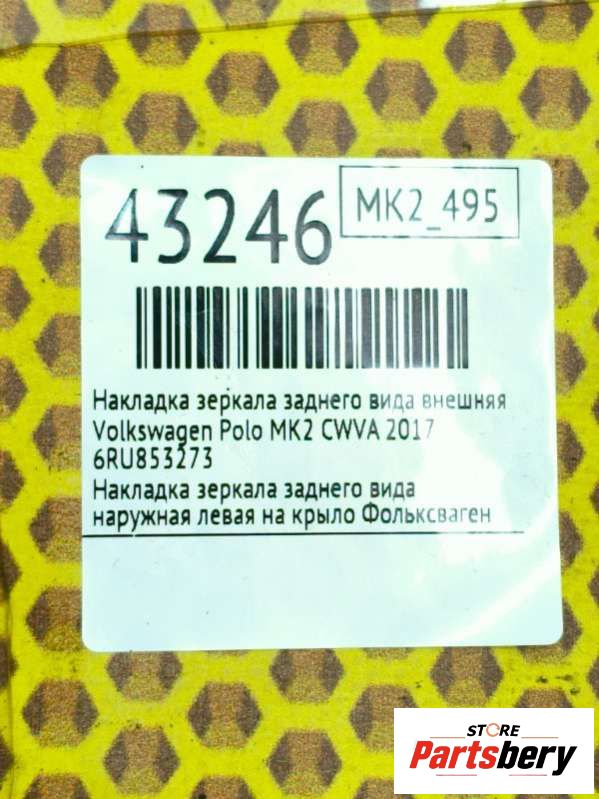 43246
MK2_495
Накладка зеркала заднего вида внешняя
Volkswagen Polo MK2 CWVA 2017
6RU853273
Накладка зеркала заднего вида
наружная левая на крыло Фольксваген
STORE
Partsbery